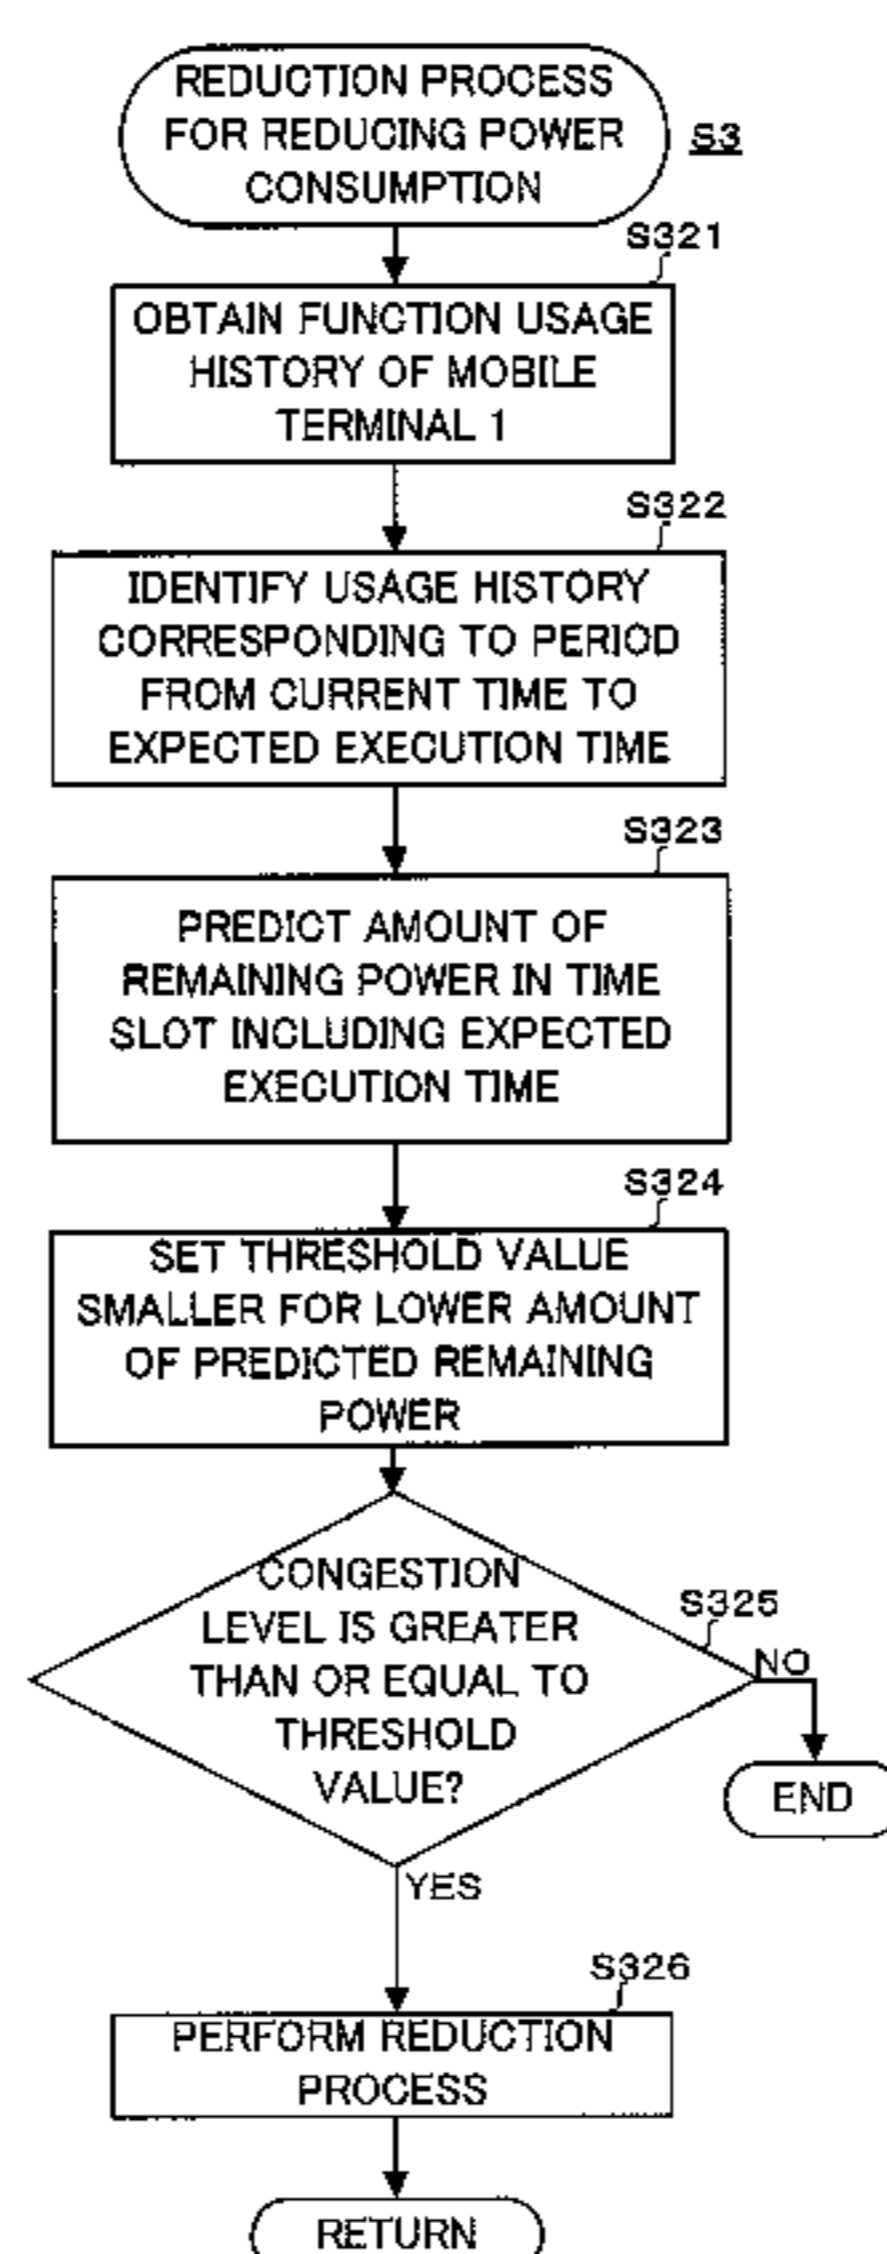 REDUCTION PROCESS
FOR REDUCING POWER
CONSUMPTION
S3
S321
OBTAIN FUNCTION USAGE
HISTORY OF MOBILE
TERMINAL 1
S322
IDENTIFY USAGE HISTORY
CORRESPONDING TO PERIOD
FROM CURRENT TIME TO
EXPECTED EXECUTION TIME
S323
PREDICT AMOUNT OF
REMAINING POWER IN TIME
SLOT INCLUDING EXPECTED
EXECUTION TIME
S324
SET THRESHOLD VALUE
SMALLER FOR LOWER AMOUNT
OF PREDICTED REMAINING
POWER
S325
CONGESTION
LEVEL IS GREATER
THAN OR EQUAL TO
THRESHOLD
VALUE?
NO
END
YES
S326
PERFORM REDUCTION
PROCESS
RETURN